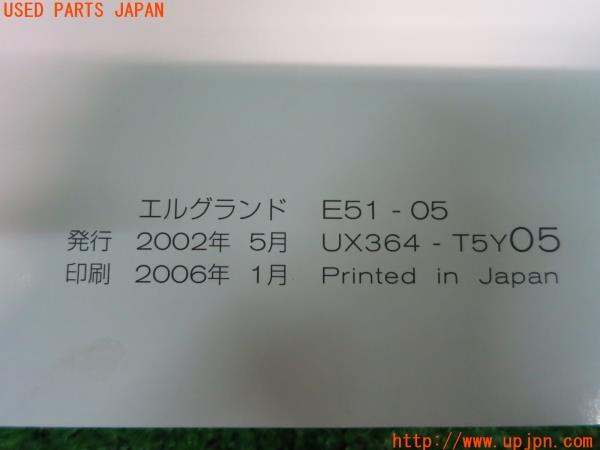 USED PARTS JAPAN
エルグランド E51 - 05
発行 2002年 5月 UX364 - T5Y05
印刷 2006年 1月 Printed in Japan
http://www.upjpn.com/